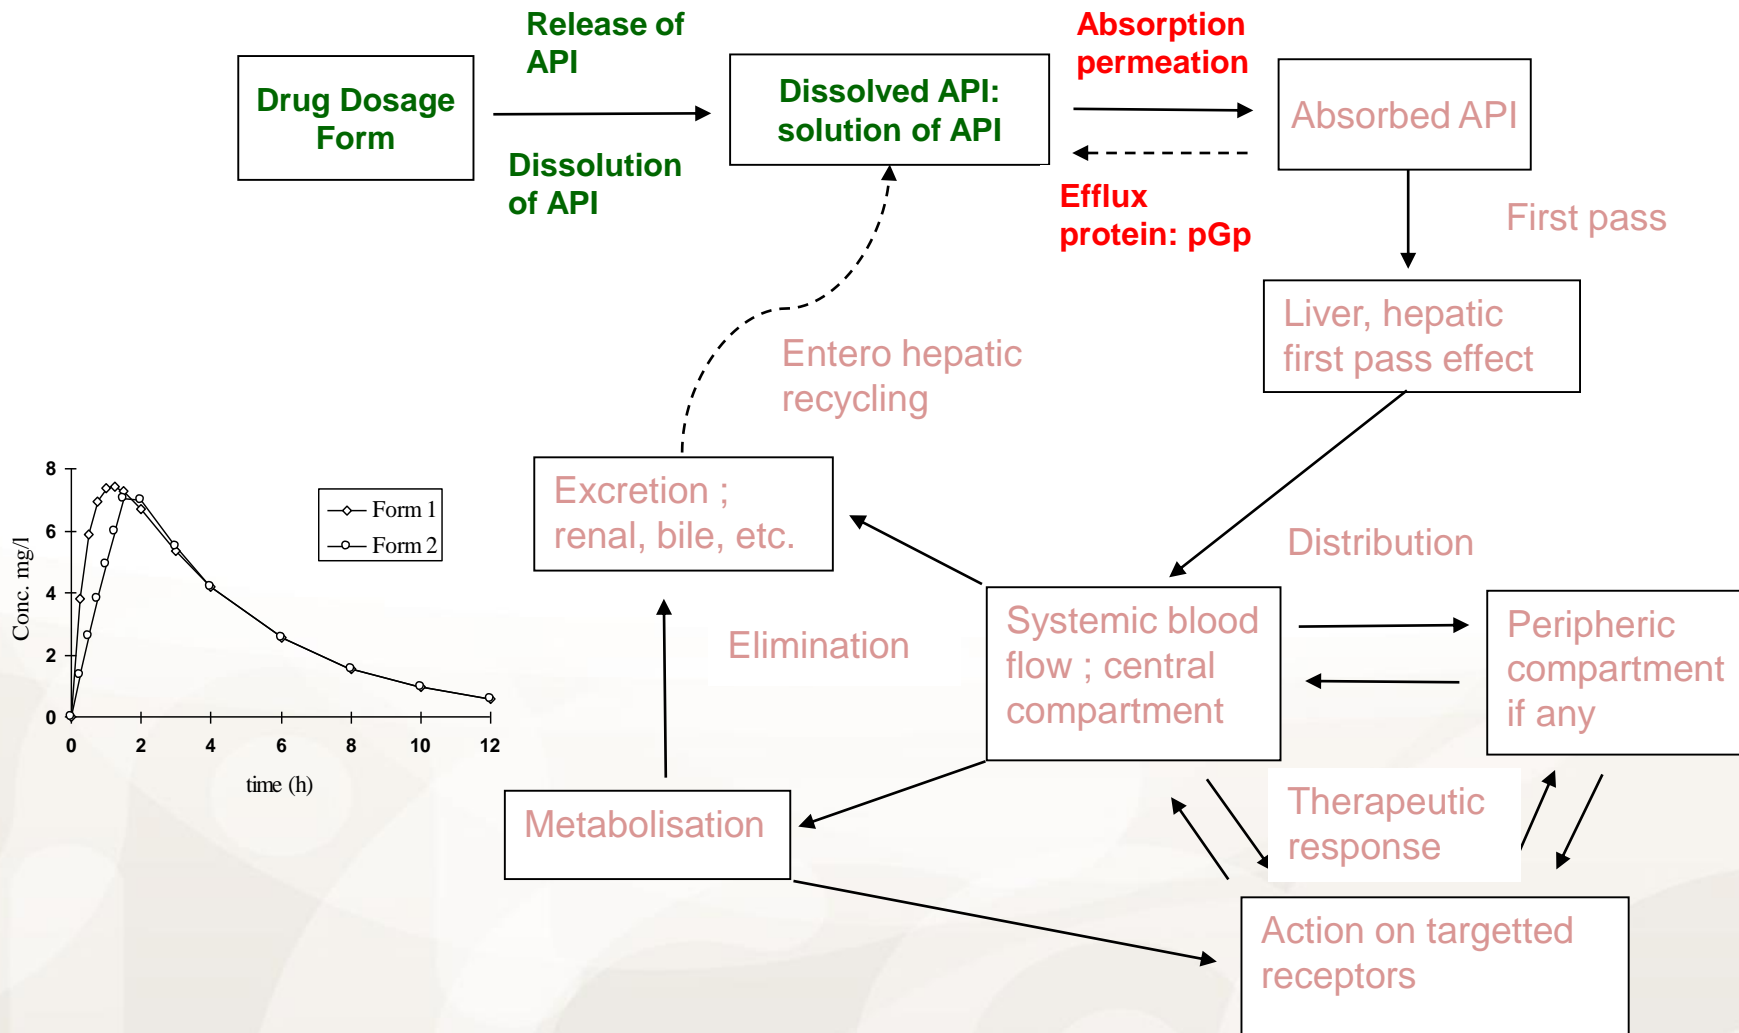 Release of
API
Drug Dosage
Form
Dissolution
of API
Dissolved API:
solution of API
Absorption
permeation
Efflux
protein: pGp
Absorbed API
First pass
Liver, hepatic
first pass effect
Entero hepatic
recycling
Excretion ;
renal, bile, etc.
Distribution
Systemic blood
flow ; central
compartment
Peripheric
compartment
if any
Elimination
Metabolisation
Therapeutic
response
Action on targetted
receptors
Conc. mg/l
8
6
4
2
0
0 2 4 6 8 10 12
time (h)
Form 1
Form 2